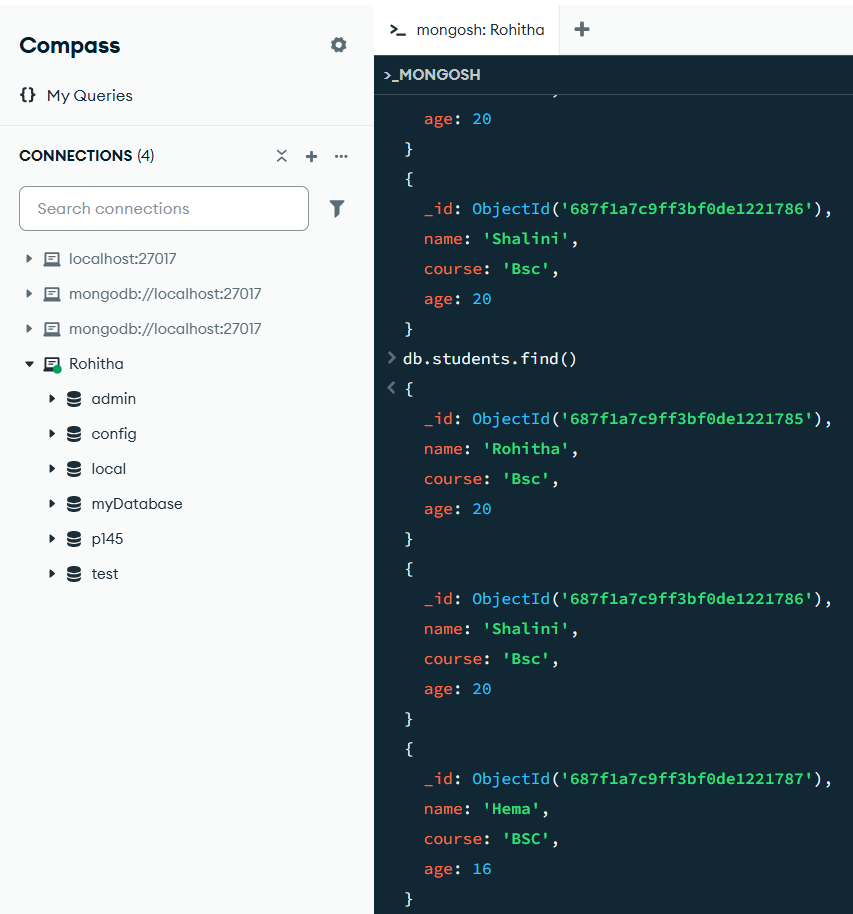 Compass
{} My Queries
CONNECTIONS (4)
Search connections
localhost:27017
mongodb://localhost:27017
mongodb://localhost:27017
Rohitha
admin
config
local
myDatabase
p145
test
>_ mongosh: Rohitha +
>_MONGOSH
age: 20
}
{
_id: ObjectId('687f1a7c9ff3bf0de1221786'),
name: 'Shalini',
course: 'Bsc',
age: 20
}
> db.students.find()
< {
_id: ObjectId('687f1a7c9ff3bf0de1221785'),
name: 'Rohitha',
course: 'Bsc',
age: 20
}
{
_id: ObjectId('687f1a7c9ff3bf0de1221786'),
name: 'Shalini',
course: 'Bsc',
age: 20
}
{
_id: ObjectId('687f1a7c9ff3bf0de1221787'),
name: 'Hema',
course: 'BSC',
age: 16
}